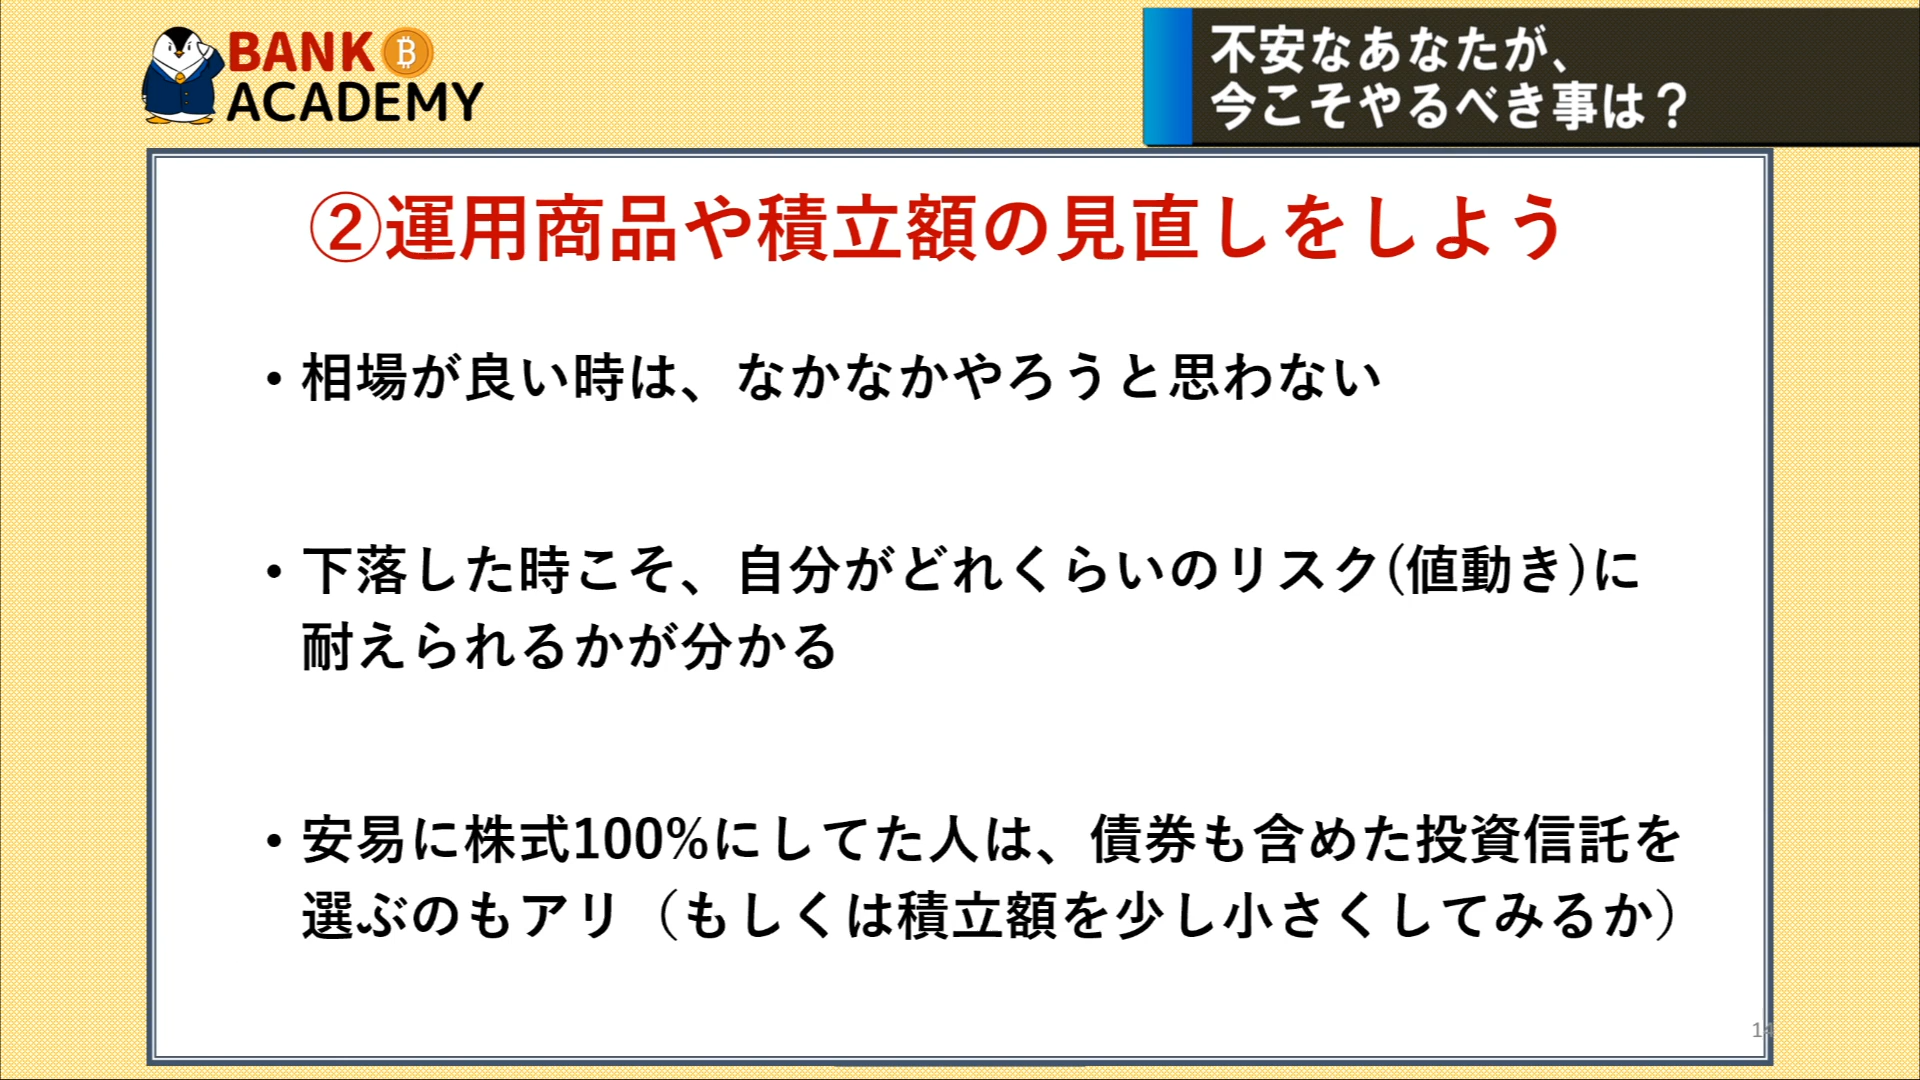 BANK
ACADEMY
不安なあなたが、
今こそやるべき事は？
②運用商品や積立額の見直しをしよう
・相場が良い時は、なかなかやろうと思わない
・下落した時こそ、自分がどれくらいのリスク(値動き)に
耐えられるかが分かる
・安易に株式100%にしてた人は、債券も含めた投資信託を
選ぶのもアリ（もしくは積立額を少し小さくしてみるか）